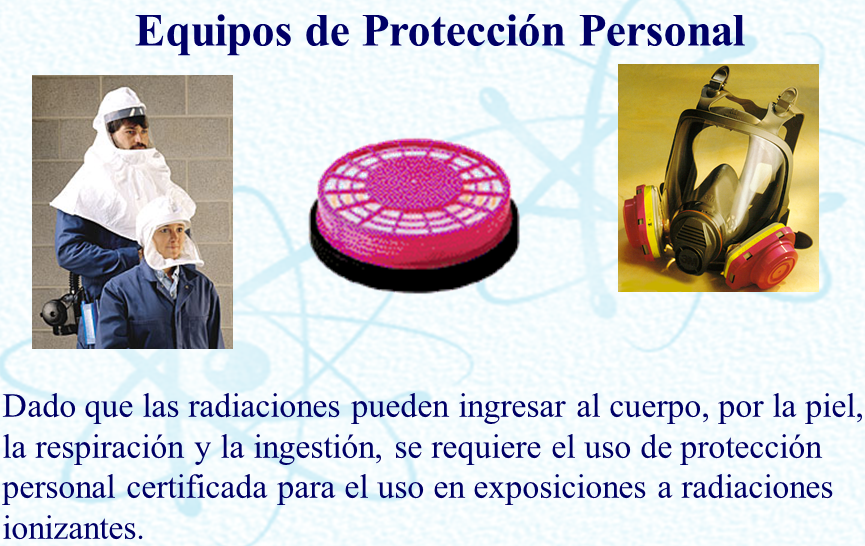 Equipos de Protección Personal
Dado que las radiaciones pueden ingresar al cuerpo, por la piel,
la respiración y la ingestión, se requiere el uso de protección
personal certificada para el uso en exposiciones a radiaciones
ionizantes.